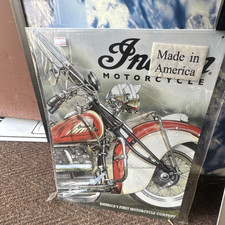 Indian
Made in
America
MOTORCYCLE
AMERICA'S FIRST MOTORCYCLE COMPANY